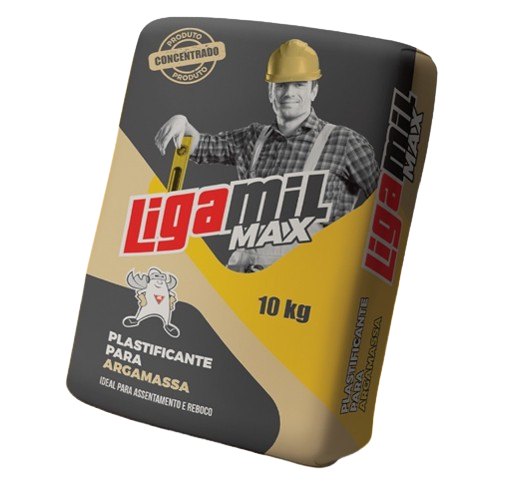 PRODUTO
CONCENTRADO
PRODUTO
Ligamil
MAX
10 kg
PLASTIFICANTE
PARA
ARGAMASSA
IDEAL PARA ASSENTAMENTO E REBOCO
Ligamil
MAX
PLASTIFICANTE
PARA
ARGAMASSA